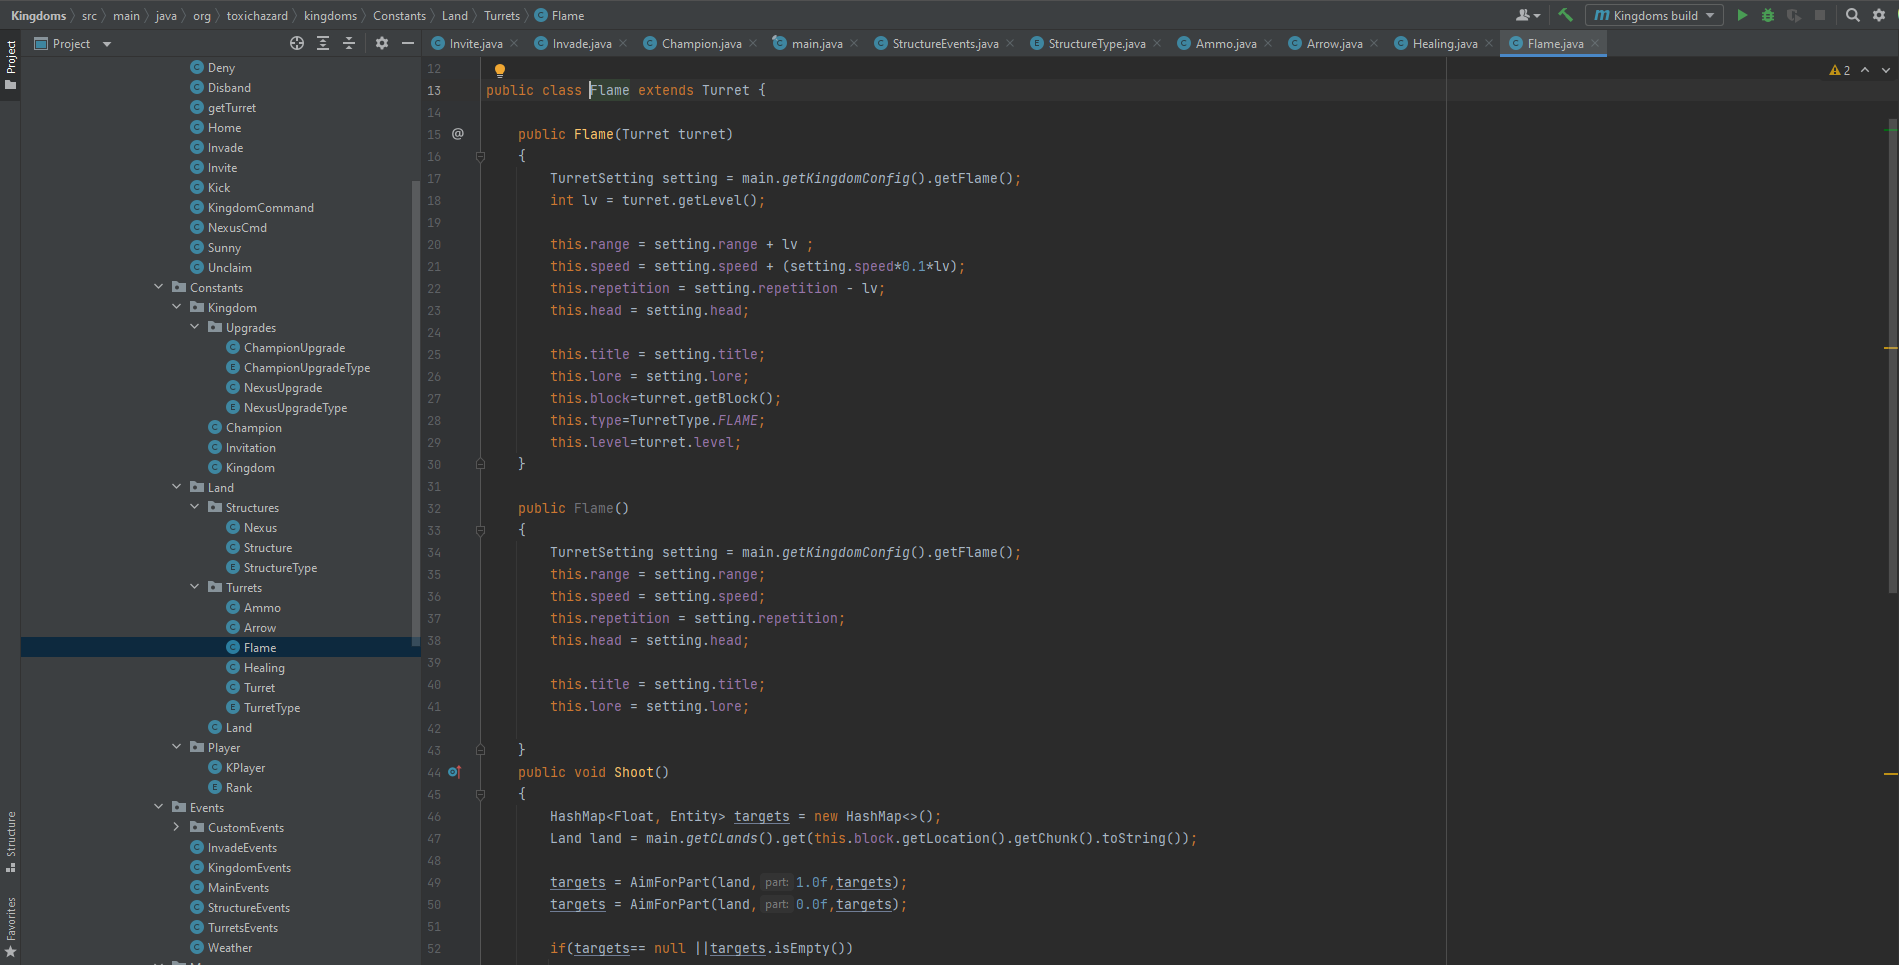 Kingdoms src main java org toxichazard kingdoms Constants Land Turrets Flame
Kingdoms build
Project
Invite.java Invade.java Champion.java main.java StructureEvents.java StructureType.java Ammo.java Arrow.java Healing.java Flame.java
Project
Structure
Favorites
Deny
Disband
getTurret
Home
Invade
Invite
Kick
KingdomCommand
NexusCmd
Sunny
Unclaim
Constants
Kingdom
Upgrades
ChampionUpgrade
ChampionUpgradeType
NexusUpgrade
NexusUpgradeType
Champion
Invitation
Kingdom
Land
Structures
Nexus
Structure
StructureType
Turrets
Ammo
Arrow
Flame
Healing
Turret
TurretType
Land
Player
KPlayer
Rank
Events
CustomEvents
InvadeEvents
KingdomEvents
MainEvents
StructureEvents
TurretsEvents
Weather
2
12
13 public class Flame extends Turret {
14
15 @ public Flame(Turret turret)
16 {
17 TurretSetting setting = main.getKingdomConfig().getFlame();
18 int lv = turret.getLevel();
19
20 this.range = setting.range + lv ;
21 this.speed = setting.speed + (setting.speed*0.1*lv);
22 this.repetition = setting.repetition - lv;
23 this.head = setting.head;
24
25 this.title = setting.title;
26 this.lore = setting.lore;
27 this.block=turret.getBlock();
28 this.type=TurretType.FLAME;
29 this.level=turret.level;
30 }
31
32 public Flame()
33 {
34 TurretSetting setting = main.getKingdomConfig().getFlame();
35 this.range = setting.range;
36 this.speed = setting.speed;
37 this.repetition = setting.repetition;
38 this.head = setting.head;
39
40 this.title = setting.title;
41 this.lore = setting.lore;
42
43 }
44 public void Shoot()
45 {
46 HashMap<Float, Entity> targets = new HashMap<>();
47 Land land = main.getCLands().get(this.block.getLocation().getChunk().toString());
48
49 targets = AimForPart(land, part: 1.0f,targets);
50 targets = AimForPart(land, part: 0.0f,targets);
51
52 if(targets== null ||targets.isEmpty())